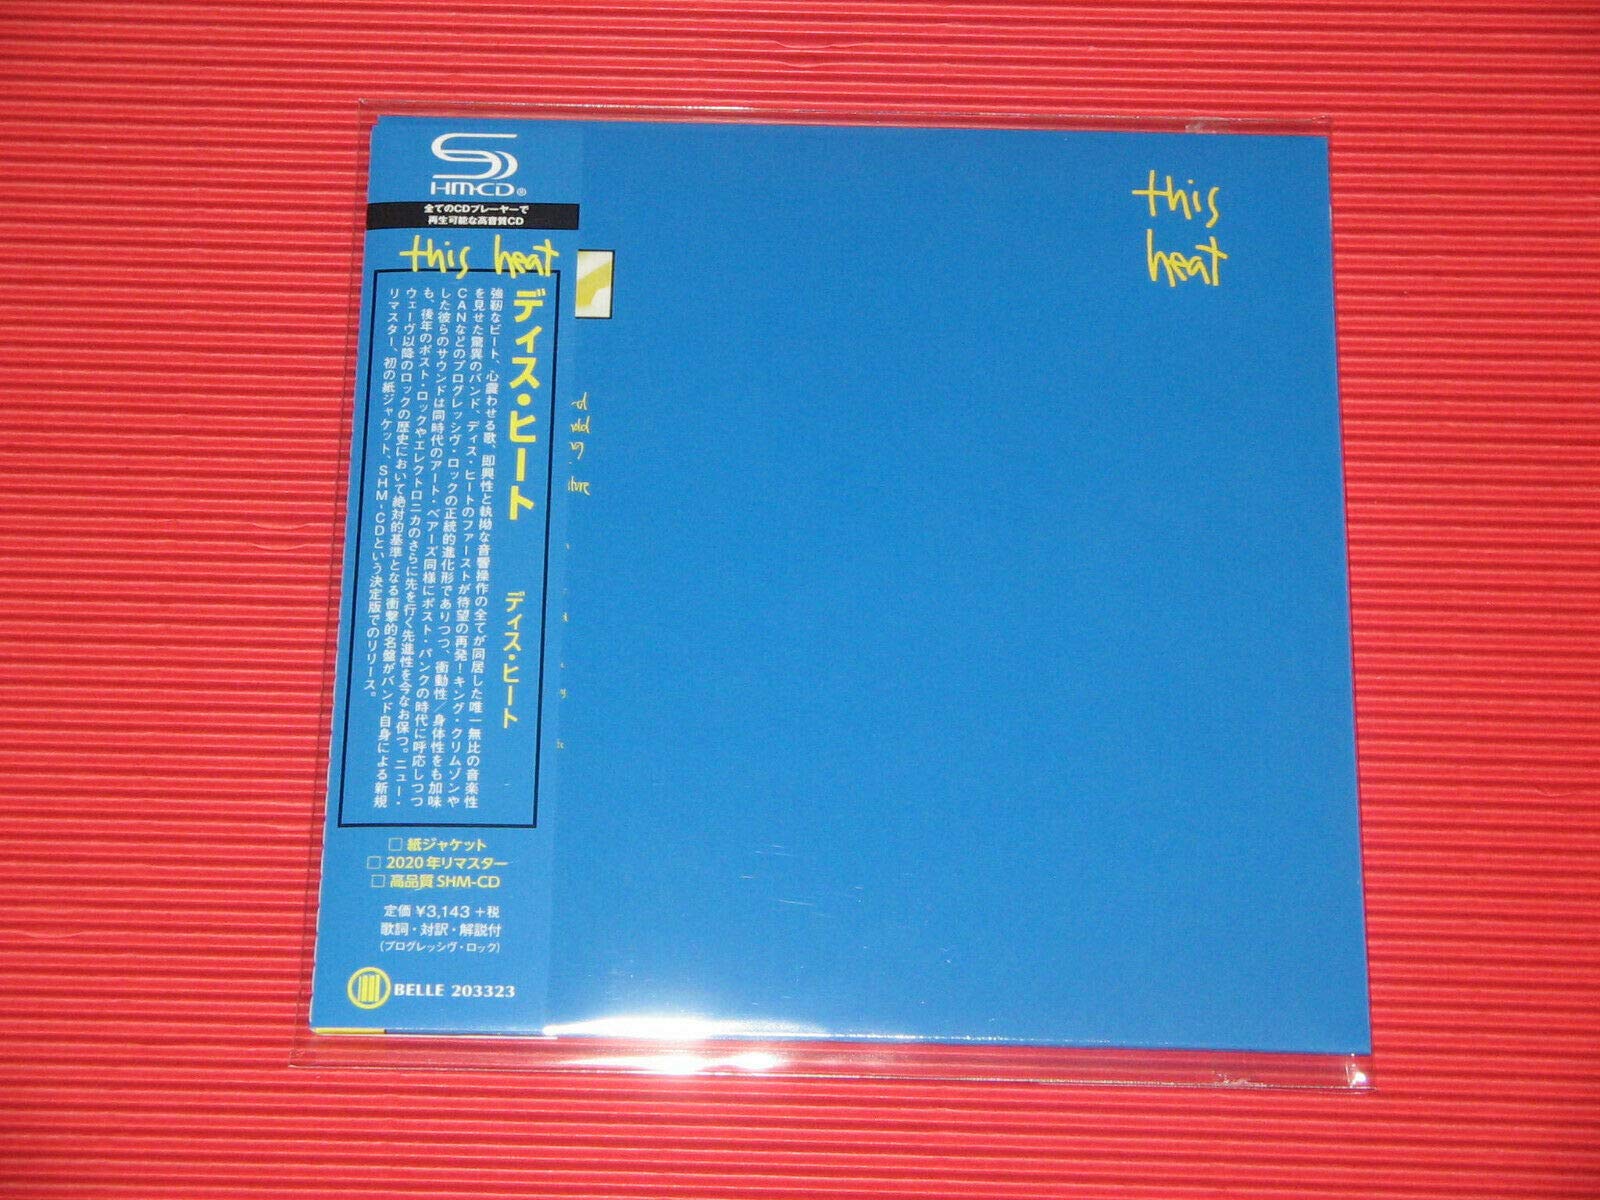 SHM-CD®
全てのCDプレーヤーで
再生可能な高音質CD
this heat
ディス・ヒート
ディス・ヒート
強靭なビート、心震わせる歌、即興性と執拗な音響操作の全てが同居した唯一無比の音楽性
を見せた驚異のバンド、ディス・ヒートのファーストが待望の再発！キング・クリムゾンや
CANなどのプログレッシヴ・ロックの正統的進化形でありつつ、衝動性／身体性をも加味
した彼らのサウンドは同時代のアート・ベアーズ同様にポスト・パンクの時代に呼応しつつ
も、後年のポスト・ロックやエレクトロニカのさらに先を行く先進性を今なお保つ。ニュー・
ウェーヴ以降のロックの歴史において絶対的基準となる衝撃的名盤がバンド自身による新規
リマスター、初の紙ジャケット、SHM-CDという決定版でのリリース。
□ 紙ジャケット
□ 2020年リマスター
□ 高品質SHM-CD
定価 ¥3,143 +税
歌詞・対訳・解説付
(プログレッシヴ・ロック)
BELLE 203323
this
heat